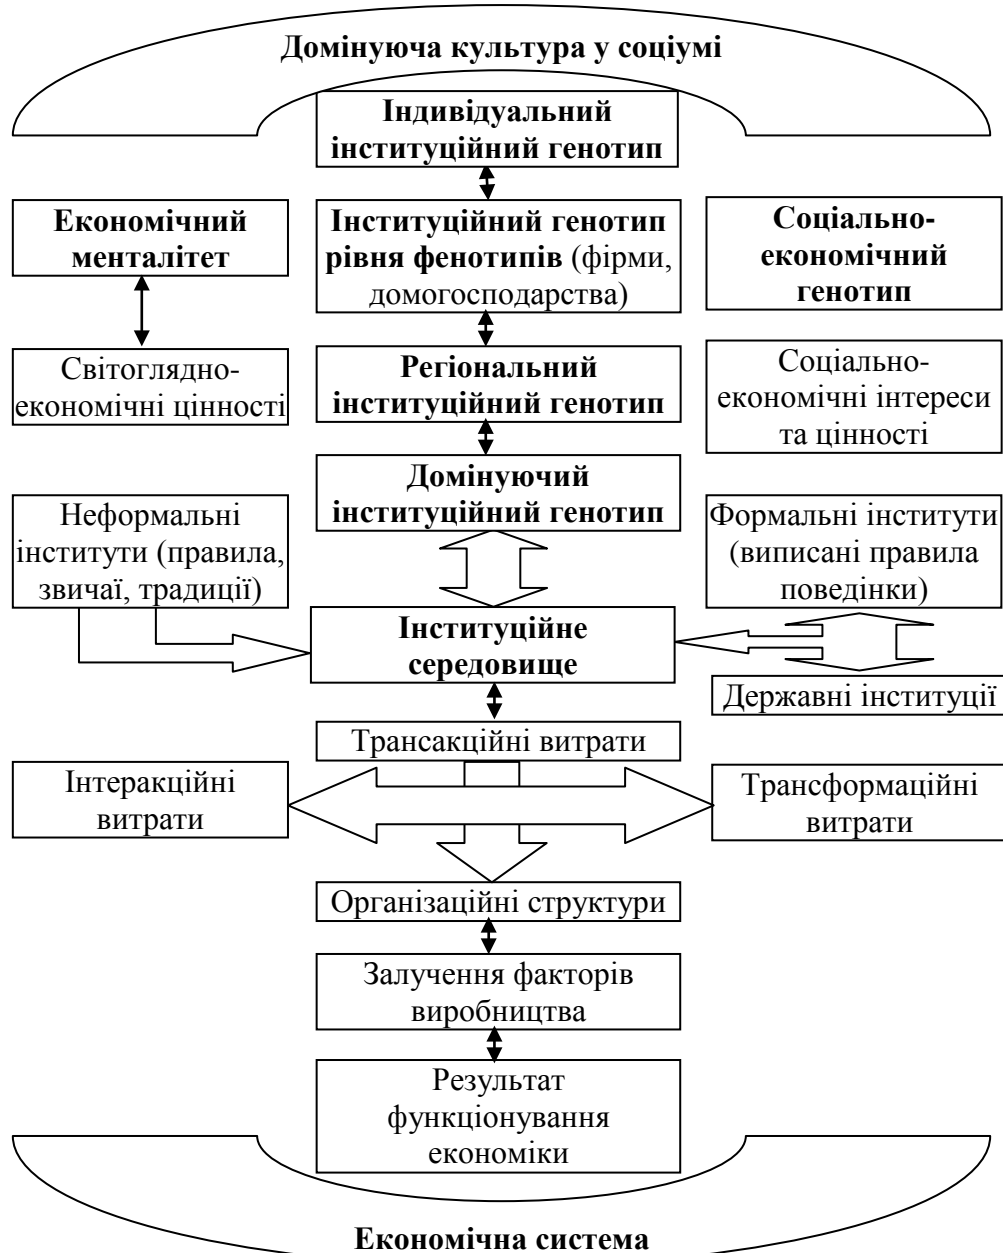 Домінуюча культура у соціумі
Індивідуальний
інституційний генотип
Економічний
менталітет
Інституційний генотип
рівня фенотипів (фірми,
домогосподарства)
Соціально-
економічний
генотип
Світоглядно-
економічні цінності
Регіональний
інституційний генотип
Соціально-
економічні інтереси
та цінності
Домінуючий
інституційний генотип
Неформальні
інститути (правила,
звичаї, традиції)
Формальні інститути
(виписані правила
поведінки)
Інституційне
середовище
Державні інституції
Трансакційні витрати
Інтеракційні
витрати
Трансформаційні
витрати
Організаційні структури
Залучення факторів
виробництва
Результат
функціонування
економіки
Економічна система